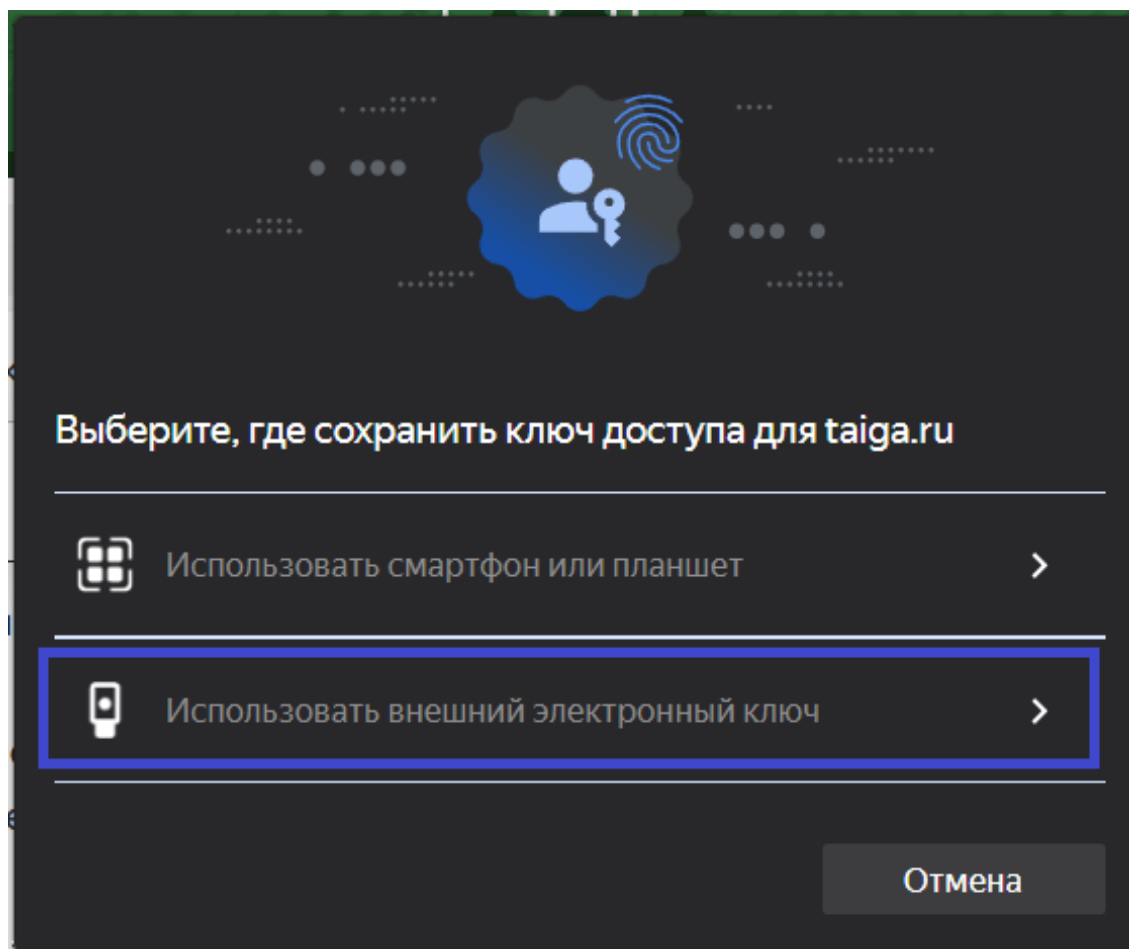 Выберите, где сохранить ключ доступа для taiga.ru
Использовать смартфон или планшет
Использовать внешний электронный ключ
Отмена